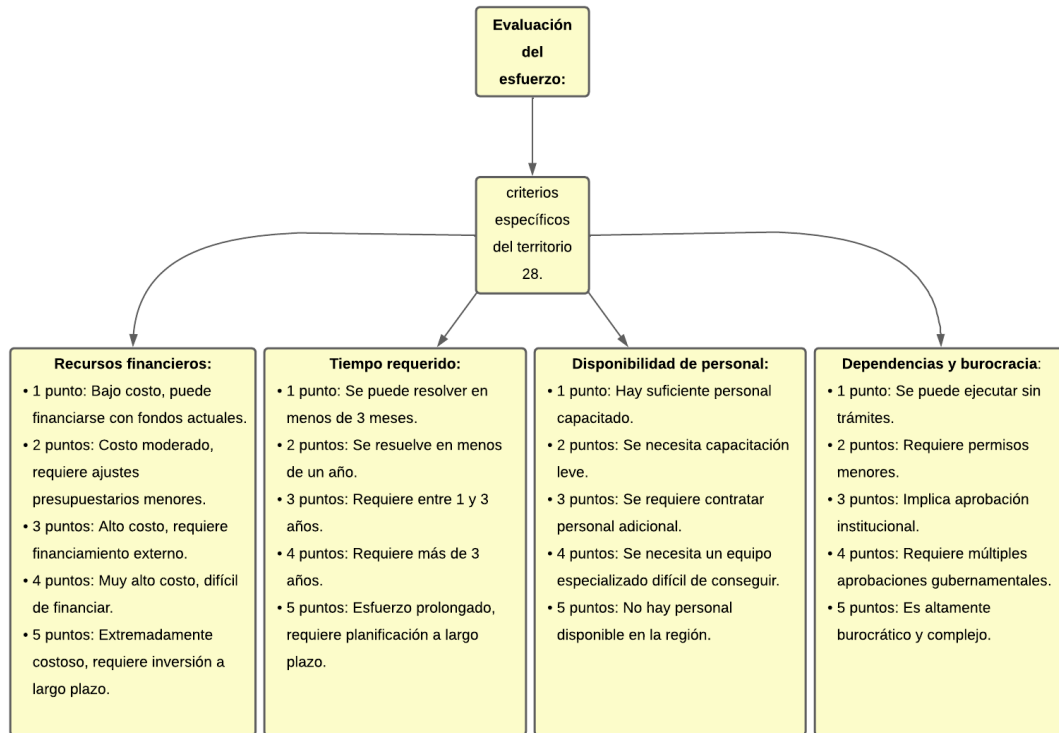 Evaluación
del
esfuerzo:
criterios
específicos
del territorio
28.
Recursos financieros:
• 1 punto: Bajo costo, puede
financiarse con fondos actuales.
• 2 puntos: Costo moderado,
requiere ajustes
presupuestarios menores.
• 3 puntos: Alto costo, requiere
financiamiento externo.
• 4 puntos: Muy alto costo, difícil
de financiar.
• 5 puntos: Extremadamente
costoso, requiere inversión a
largo plazo.
Tiempo requerido:
• 1 punto: Se puede resolver en
menos de 3 meses.
• 2 puntos: Se resuelve en menos
de un año.
• 3 puntos: Requiere entre 1 y 3
años.
• 4 puntos: Requiere más de 3
años.
• 5 puntos: Esfuerzo prolongado,
requiere planificación a largo
plazo.
Disponibilidad de personal:
• 1 punto: Hay suficiente personal
capacitado.
• 2 puntos: Se necesita capacitación
leve.
• 3 puntos: Se requiere contratar
personal adicional.
• 4 puntos: Se necesita un equipo
especializado difícil de conseguir.
• 5 puntos: No hay personal
disponible en la región.
Dependencias y burocracia:
• 1 punto: Se puede ejecutar sin
trámites.
• 2 puntos: Requiere permisos
menores.
• 3 puntos: Implica aprobación
institucional.
• 4 puntos: Requiere múltiples
aprobaciones gubernamentales.
• 5 puntos: Es altamente
burocrático y complejo.